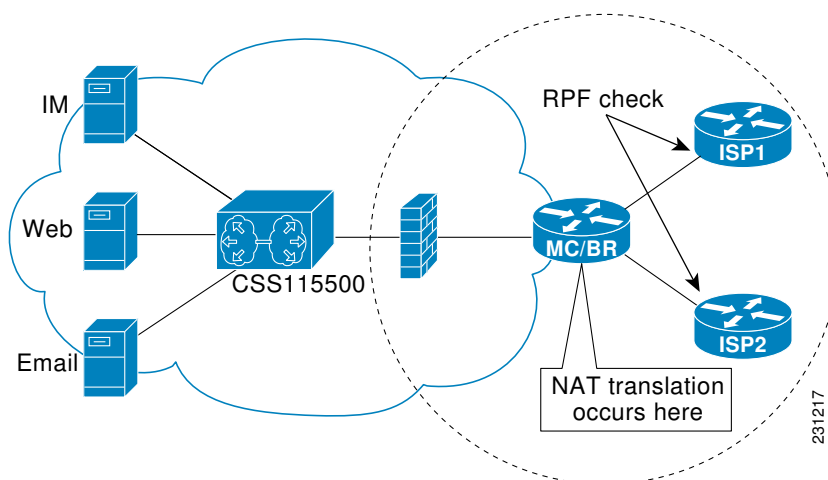 IM
RPF check
ISP1
Web
MC/BR
CSS115500
ISP2
Email
NAT translation
occurs here
231217